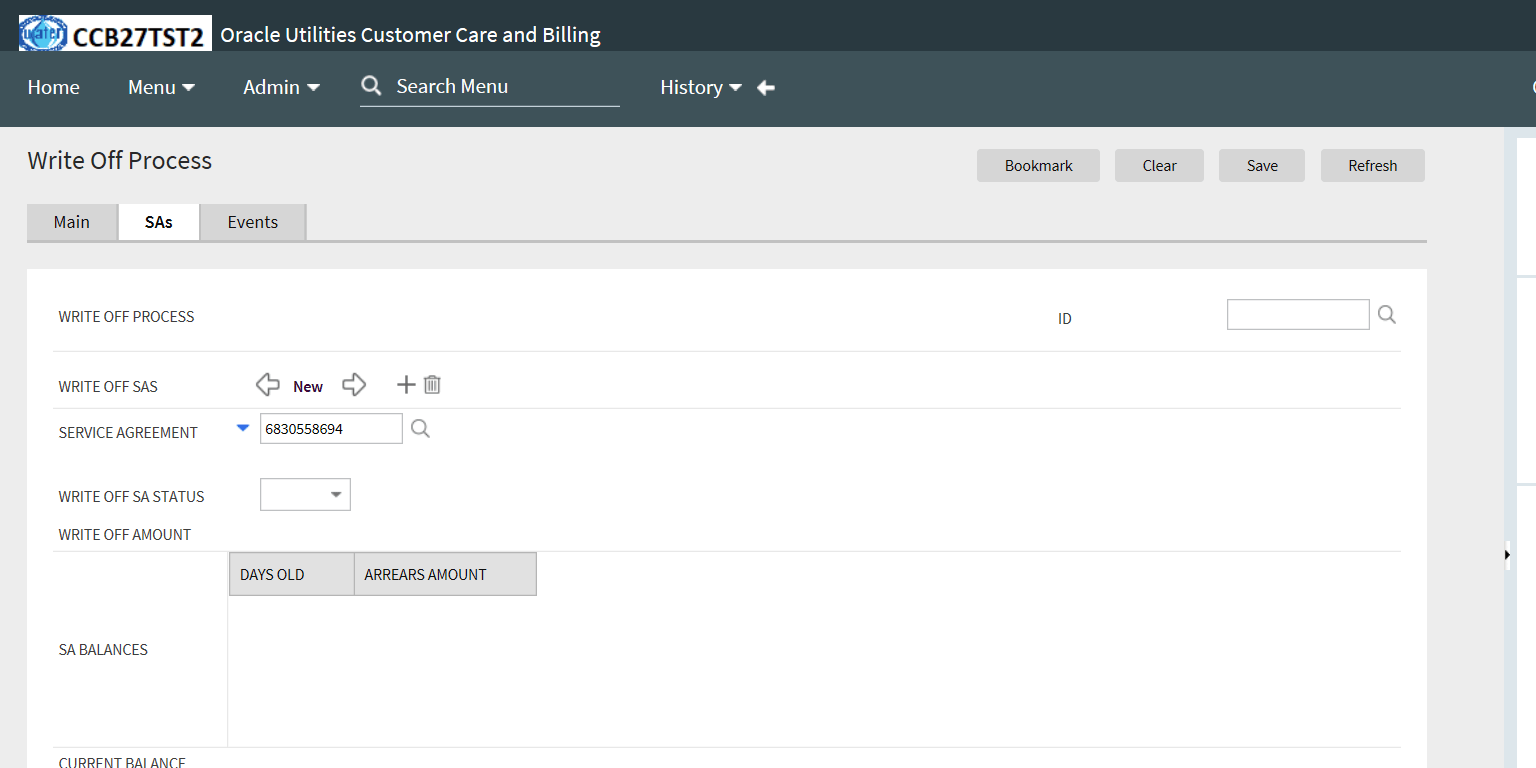 water CCB27TST2 Oracle Utilities Customer Care and Billing
Home Menu Admin Search Menu History
Write Off Process
Bookmark Clear Save Refresh
Main SAs Events
WRITE OFF PROCESS ID
WRITE OFF SAS New
SERVICE AGREEMENT 6830558694
WRITE OFF SA STATUS
WRITE OFF AMOUNT
DAYS OLD ARREARS AMOUNT
SA BALANCES
CURRENT BALANCE